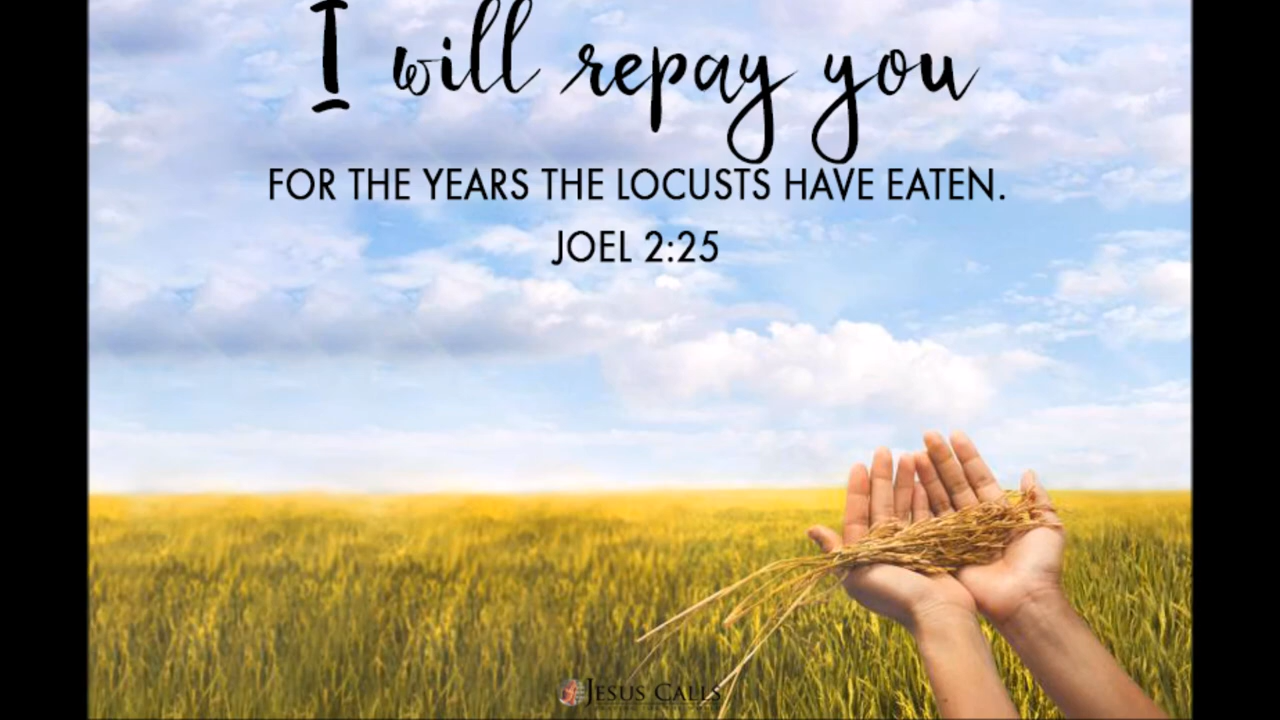 I will repay you
FOR THE YEARS THE LOCUSTS HAVE EATEN.
JOEL 2:25
JESUS CALLS